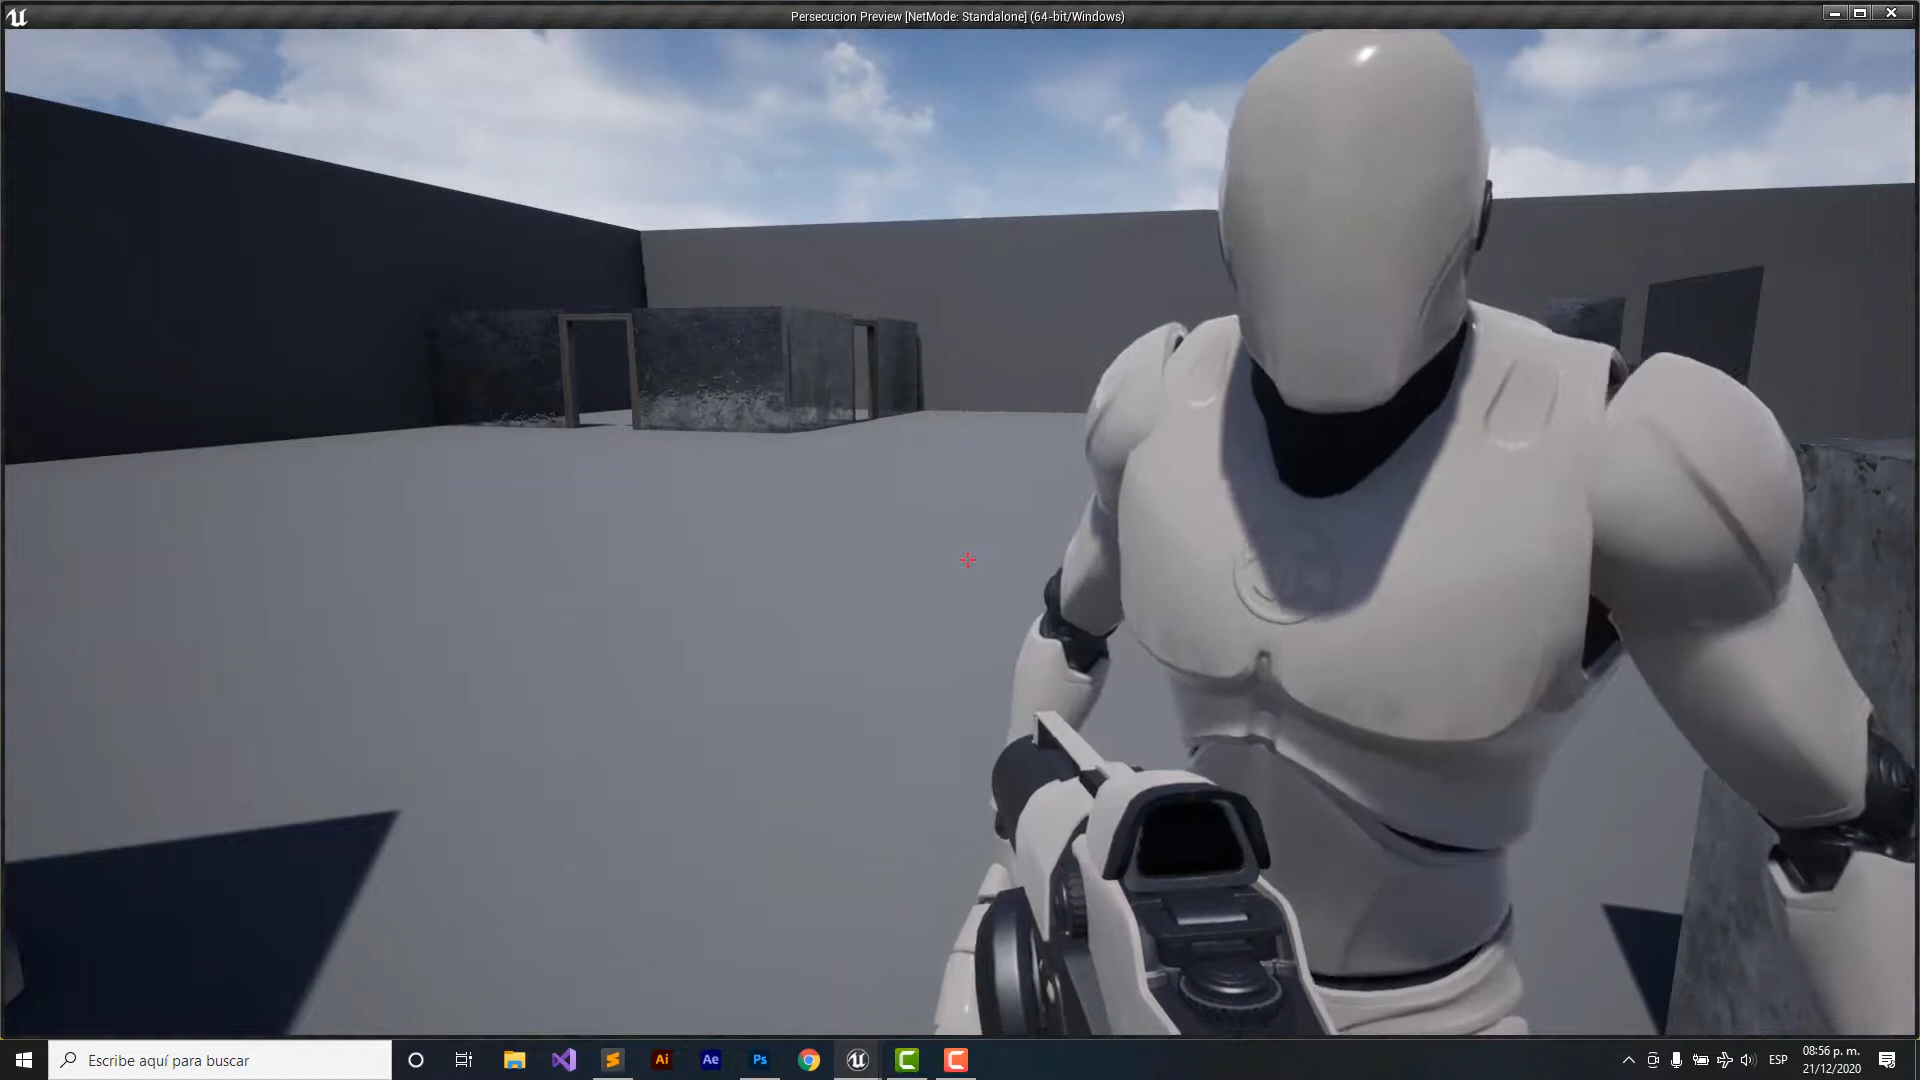 Persecucion Preview [NetMode: Standalone] (64-bit/Windows)
Escribe aquí para buscar
Ai
Ae
Ps
ESP
08:56 p. m.
21/12/2020